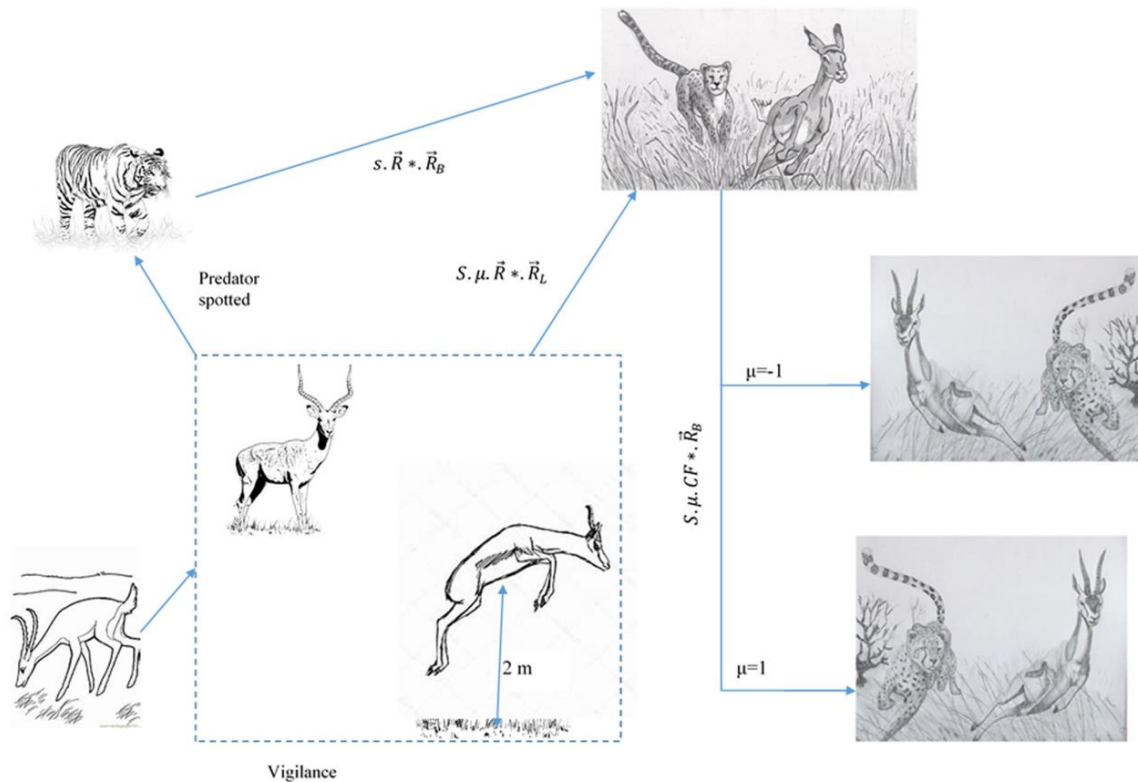 s. R⃗ ∗. R⃗_B
Predator
spotted
S. μ. R⃗ ∗. R⃗_L
μ=-1
S. μ. CF ∗. R⃗_B
2 m
μ=1
Vigilance